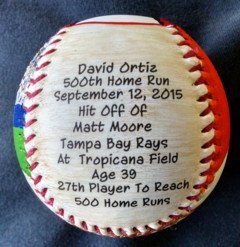 David Ortiz
500th Home Run
September 12, 2015
Hit Off Of
Matt Moore
Tampa Bay Rays
At Tropicana Field
Age 39
27th Player To Reach
500 Home Runs